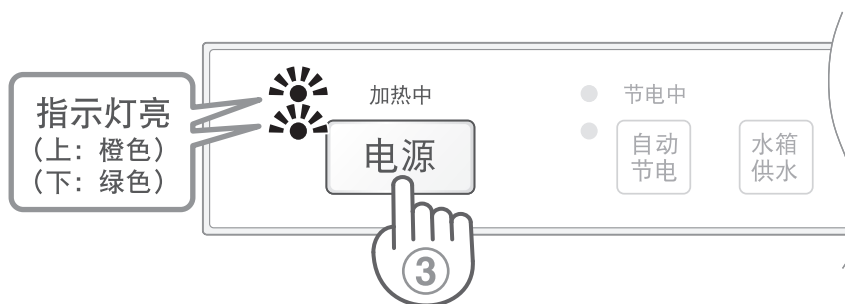 指示灯亮
（上：橙色）
（下：绿色）
加热中
电源
③
节电中
自动
节电
水箱
供水